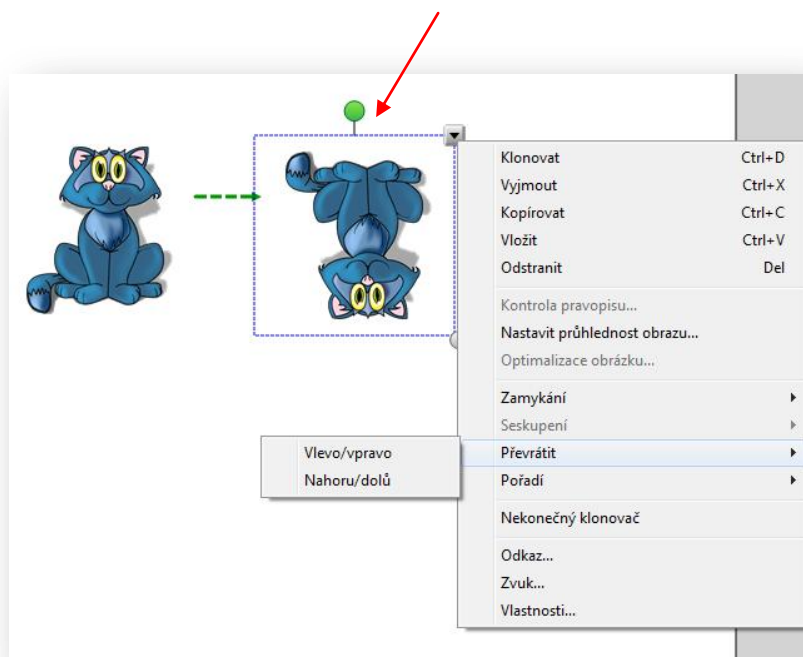 Klonovat Ctrl+D
Vyjmout Ctrl+X
Kopírovat Ctrl+C
Vložit Ctrl+V
Odstranit Del
Kontrola pravopisu...
Nastavit průhlednost obrazu...
Optimalizace obrázku...
Zamykání
Seskupení
Převrátit
Vlevo/vpravo
Nahoru/dolů
Pořadí
Nekonečný klonovač
Odkaz...
Zvuk...
Vlastnosti...